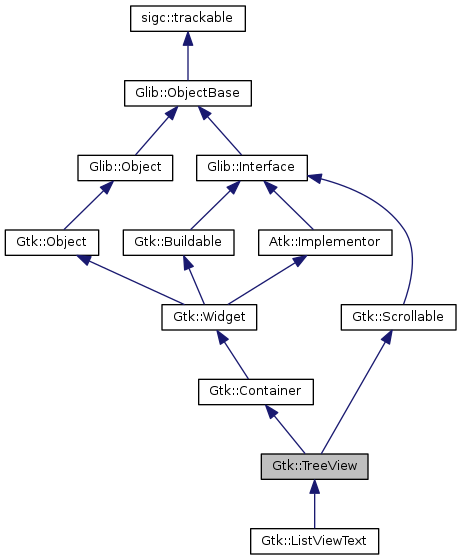 sigc::trackable
Glib::ObjectBase
Glib::Object
Glib::Interface
Gtk::Object
Gtk::Buildable
Atk::Implementor
Gtk::Widget
Gtk::Scrollable
Gtk::Container
Gtk::TreeView
Gtk::ListViewText